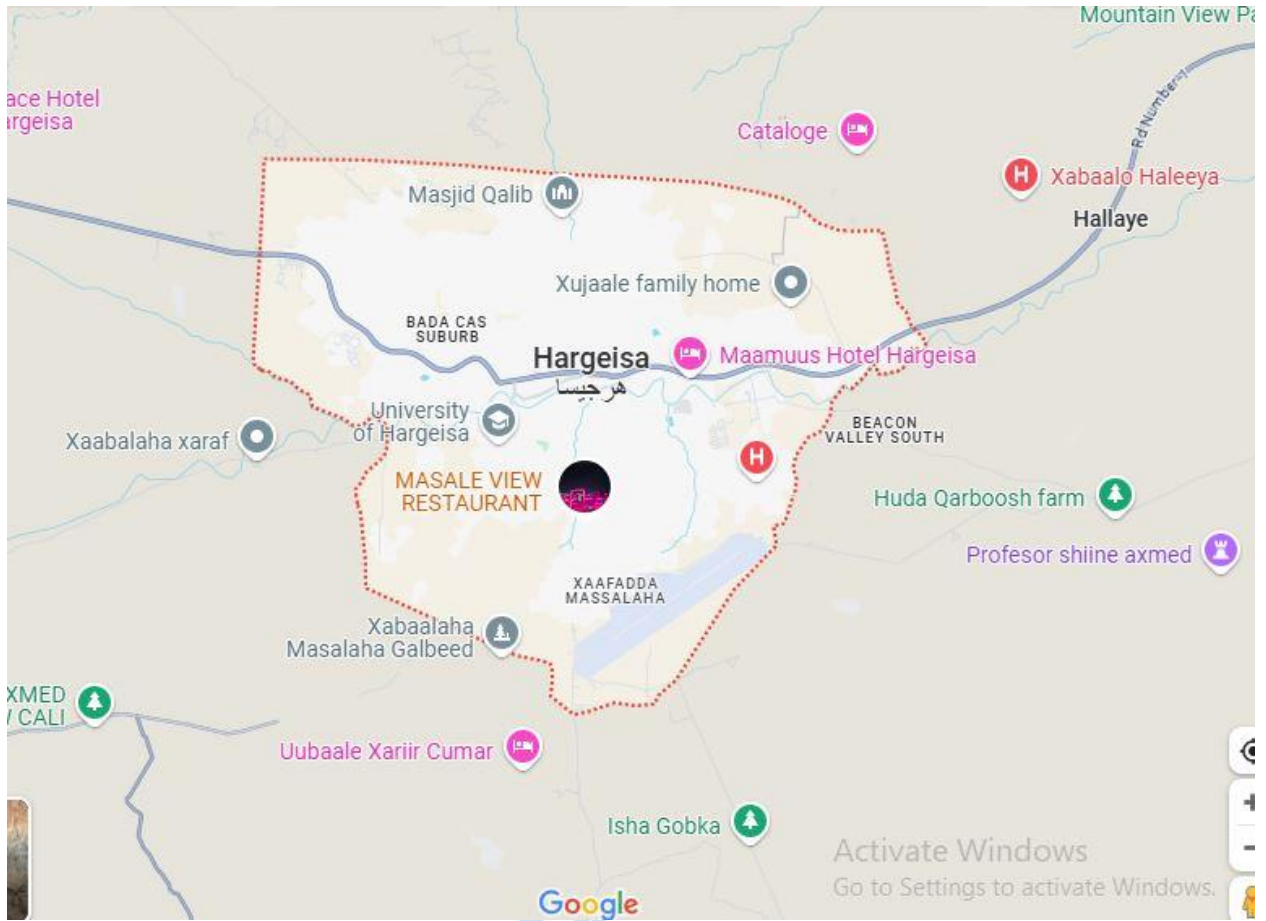 Mountain View Pa
ace Hotel
argeisa
Cataloge
Rd Number 1
Xabaalo Haleeya
Hallaye
Masjid Qalib
Xujaale family home
BADA CAS
SUBURB
Hargeisa
هرجيسا
Maamuus Hotel Hargeisa
University
of Hargeisa
BEACON
VALLEY SOUTH
Xaabalaha xaraf
MASALE VIEW
RESTAURANT
H
H
Huda Qarboosh farm
Profesor shiine axmed
XAAFADDA
MASSALAHA
Xabaalaha
Masalaha Galbeed
XMED
/ CALI
Uubaale Xariir Cumar
Isha Gobka
Activate Windows
Go to Settings to activate Windows.
Google